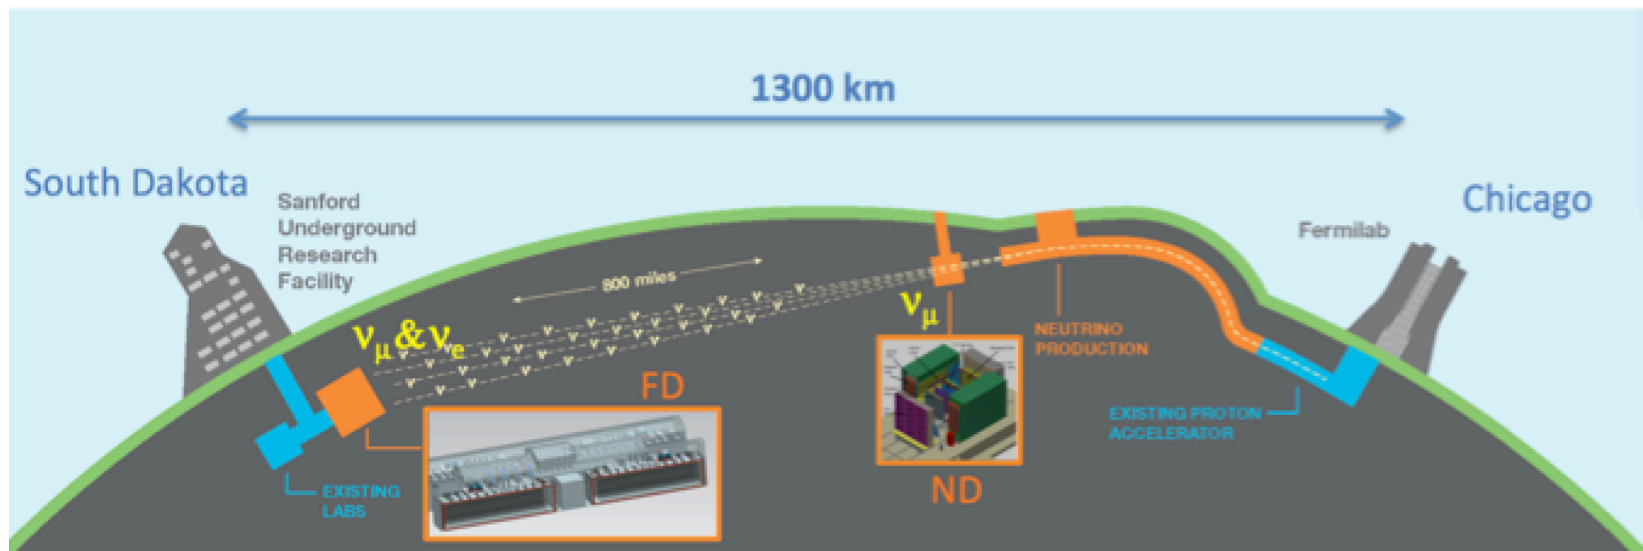 1300 km
South Dakota
Chicago
Sanford
Underground
Research
Facility
Fermilab
800 miles
νμ & νe
νμ
NEUTRINO
PRODUCTION
FD
EXISTING PROTON
ACCELERATOR
ND
EXISTING
LABS